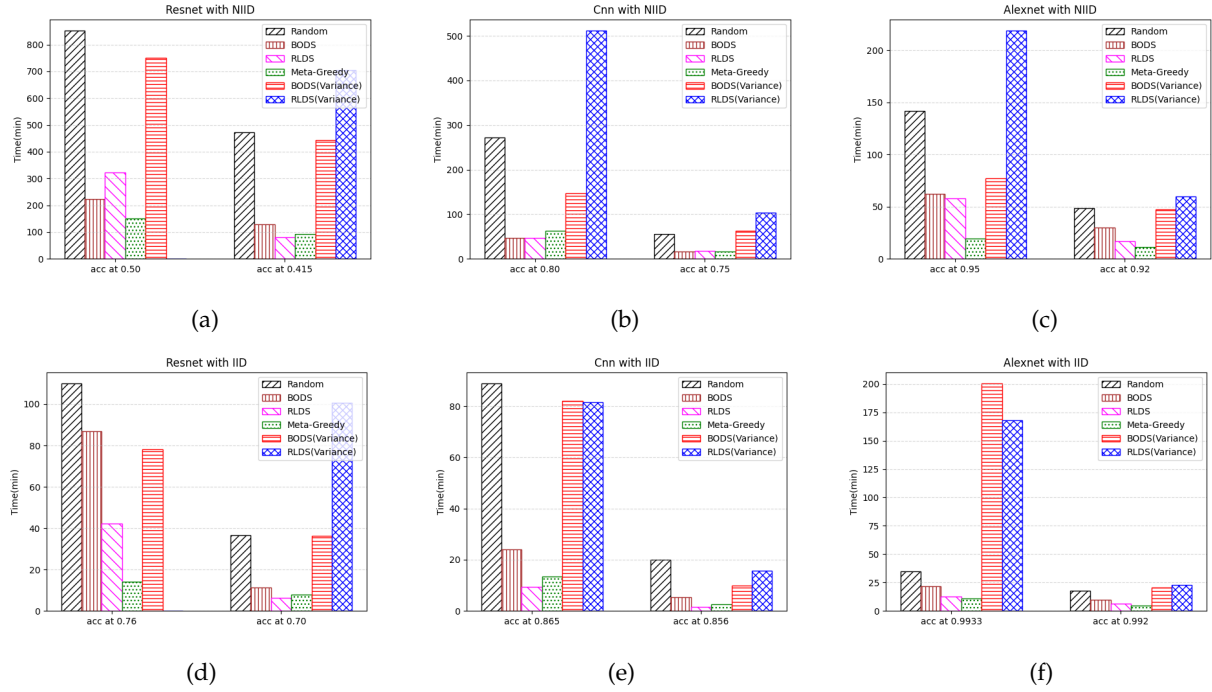 Resnet with NIID
Time(min)
800
700
600
500
400
300
200
100
0
acc at 0.50
acc at 0.415
Random
BODS
RLDS
Meta-Greedy
BODS(Variance)
RLDS(Variance)
(a)
Cnn with NIID
Time(min)
500
400
300
200
100
0
acc at 0.80
acc at 0.75
Random
BODS
RLDS
Meta-Greedy
BODS(Variance)
RLDS(Variance)
(b)
Alexnet with NIID
Time(min)
200
150
100
50
0
acc at 0.95
acc at 0.92
Random
BODS
RLDS
Meta-Greedy
BODS(Variance)
RLDS(Variance)
(c)
Resnet with IID
Time(min)
100
80
60
40
20
0
acc at 0.76
acc at 0.70
Random
BODS
RLDS
Meta-Greedy
BODS(Variance)
RLDS(Variance)
(d)
Cnn with IID
Time(min)
80
60
40
20
0
acc at 0.865
acc at 0.856
Random
BODS
RLDS
Meta-Greedy
BODS(Variance)
RLDS(Variance)
(e)
Alexnet with IID
Time(min)
200
175
150
125
100
75
50
25
0
acc at 0.9933
acc at 0.992
Random
BODS
RLDS
Meta-Greedy
BODS(Variance)
RLDS(Variance)
(f)